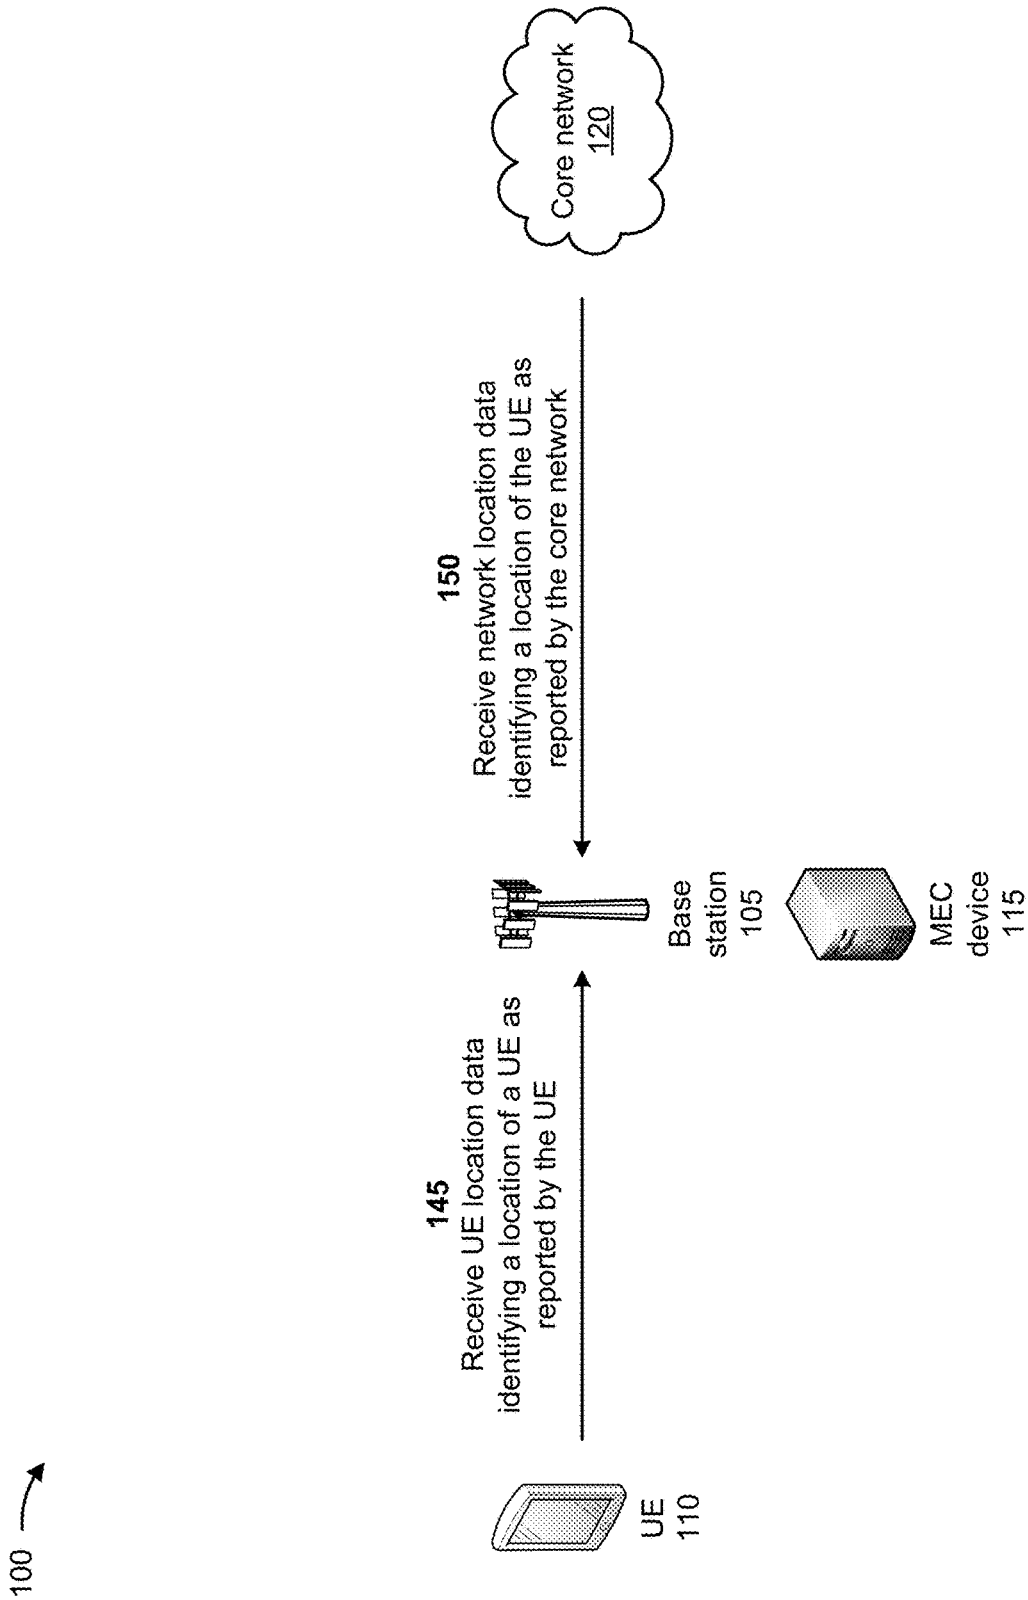 100
145
Receive UE location data
identifying a location of a UE as
reported by the UE
150
Receive network location data
identifying a location of the UE as
reported by the core network
UE
110
Base
station
105
MEC
device
115
Core network
120